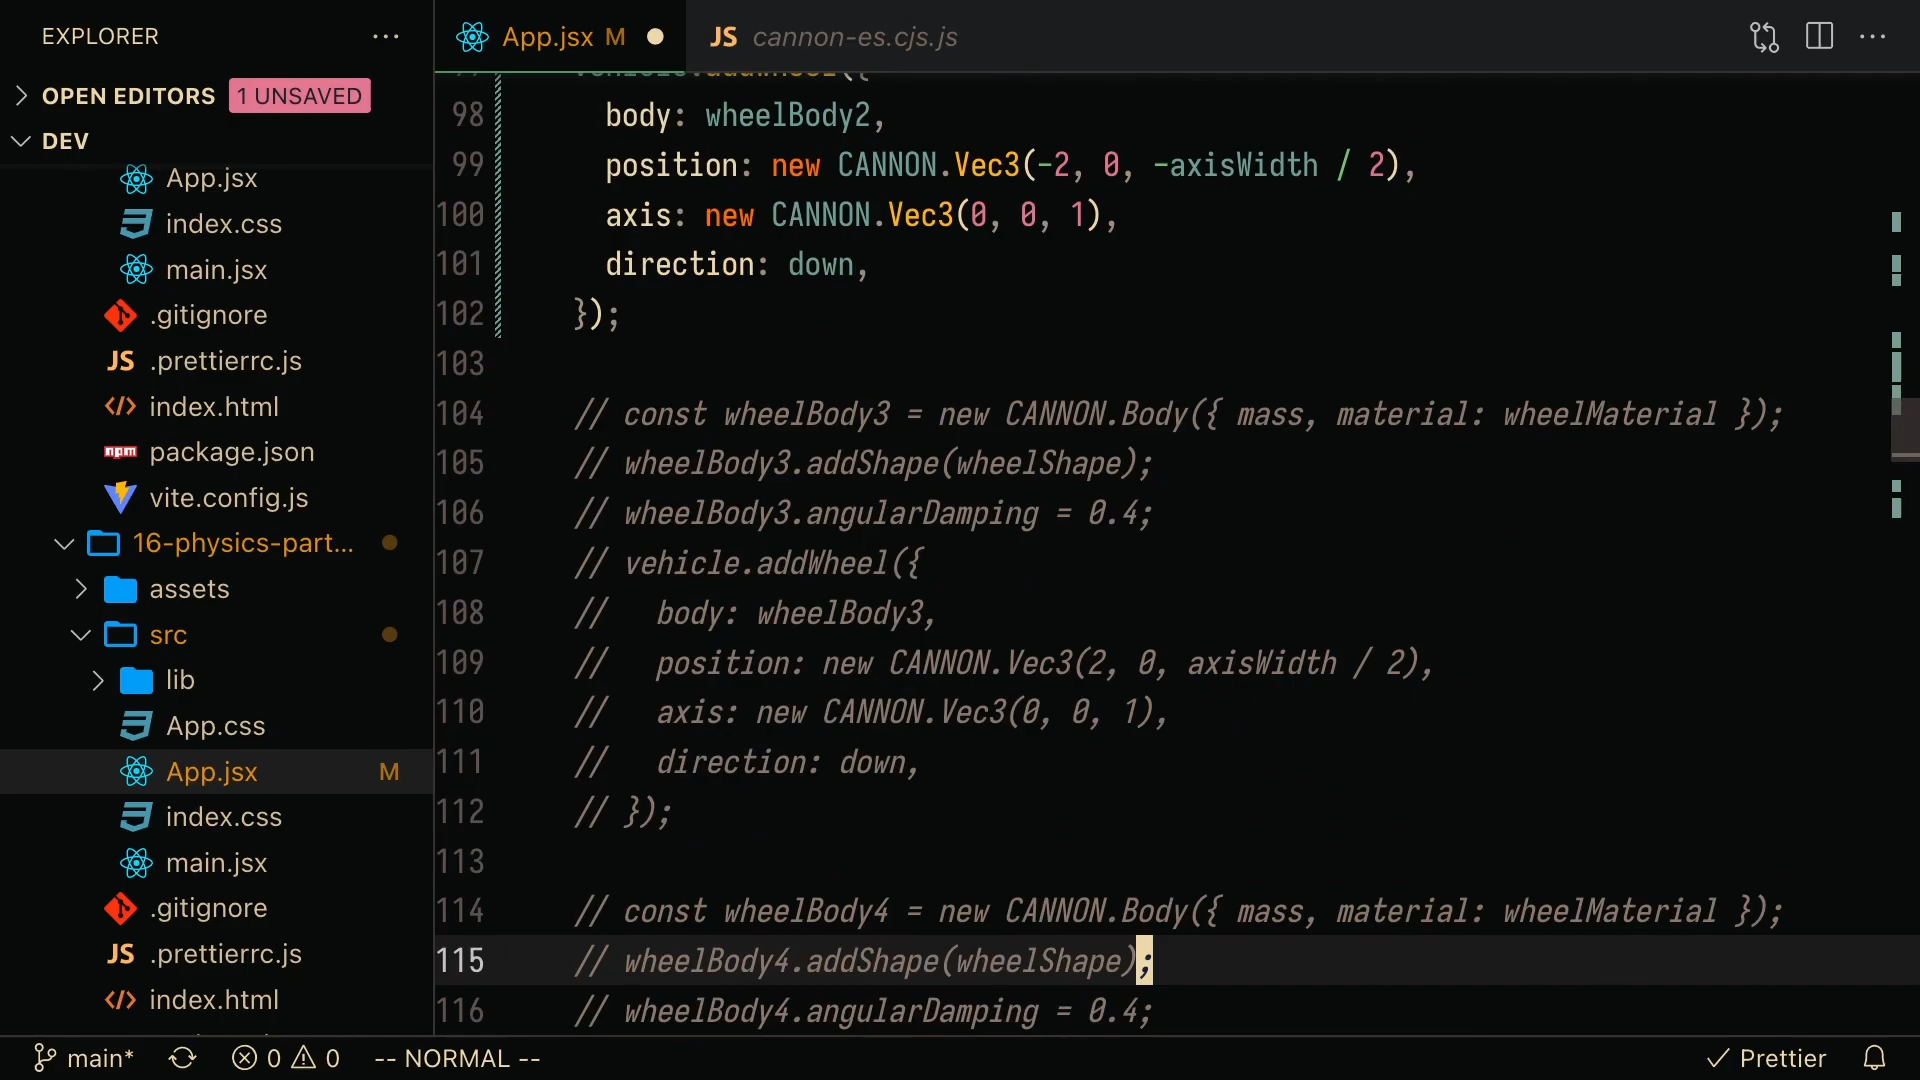 EXPLORER
OPEN EDITORS 1 UNSAVED
DEV
App.jsx
index.css
main.jsx
.gitignore
JS .prettierrc.js
index.html
npm package.json
vite.config.js
16-physics-part...
assets
src
lib
App.css
App.jsx M
index.css
main.jsx
.gitignore
JS .prettierrc.js
index.html
App.jsx M
JS cannon-es.cjs.js
98 body: wheelBody2,
99 position: new CANNON.Vec3(-2, 0, -axisWidth / 2),
100 axis: new CANNON.Vec3(0, 0, 1),
101 direction: down,
102 });
103
104 // const wheelBody3 = new CANNON.Body({ mass, material: wheelMaterial });
105 // wheelBody3.addShape(wheelShape);
106 // wheelBody3.angularDamping = 0.4;
107 // vehicle.addWheel({
108 //   body: wheelBody3,
109 //   position: new CANNON.Vec3(2, 0, axisWidth / 2),
110 //   axis: new CANNON.Vec3(0, 0, 1),
111 //   direction: down,
112 // });
113
114 // const wheelBody4 = new CANNON.Body({ mass, material: wheelMaterial });
115 // wheelBody4.addShape(wheelShape);
116 // wheelBody4.angularDamping = 0.4;
main* 0 0 -- NORMAL -- Prettier